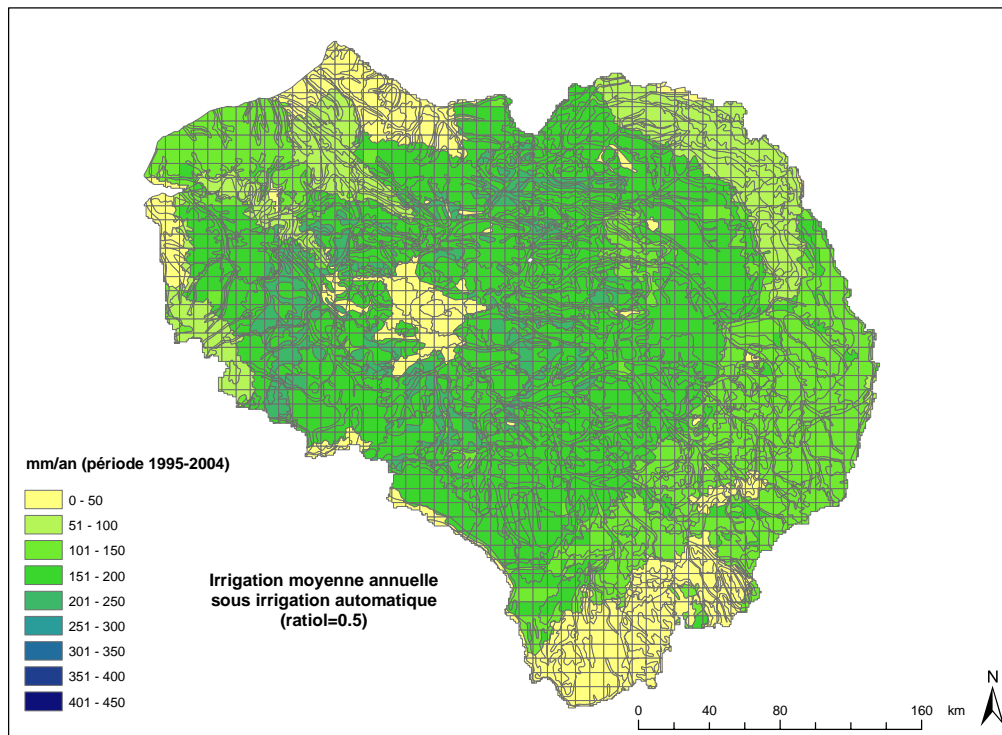 mm/an (période 1995-2004)
0 - 50
51 - 100
101 - 150
151 - 200
201 - 250
251 - 300
301 - 350
351 - 400
401 - 450
Irrigation moyenne annuelle
sous irrigation automatique
(ratiol=0.5)
N
0 40 80 160 km